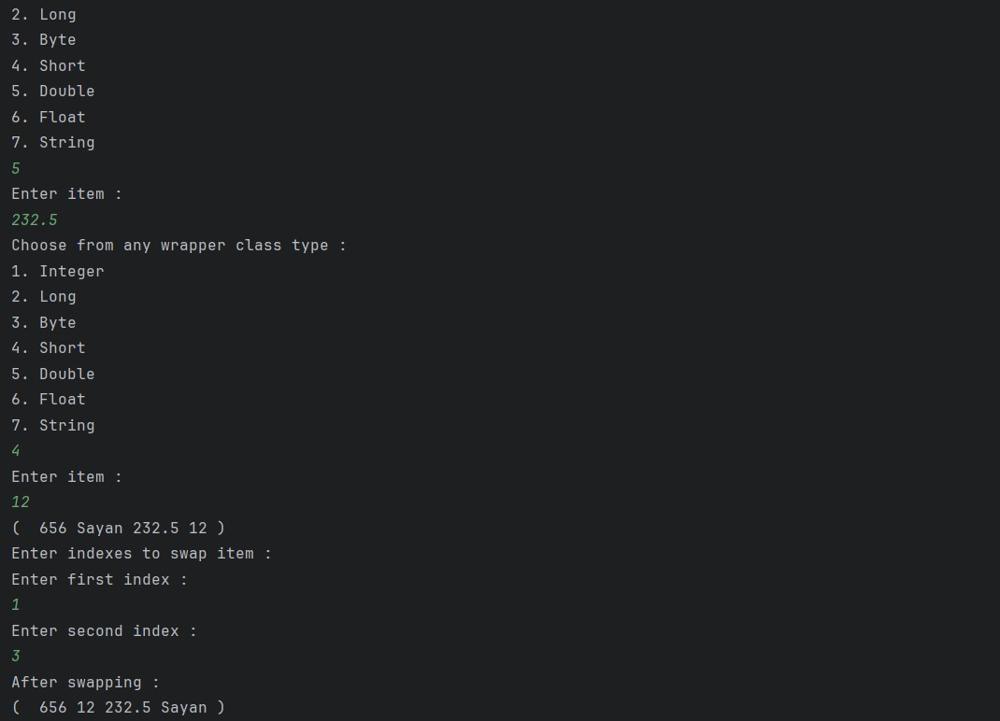 2. Long
3. Byte
4. Short
5. Double
6. Float
7. String
5
Enter item :
232.5
Choose from any wrapper class type :
1. Integer
2. Long
3. Byte
4. Short
5. Double
6. Float
7. String
4
Enter item :
12
(  656 Sayan 232.5 12 )
Enter indexes to swap item :
Enter first index :
1
Enter second index :
3
After swapping :
(  656 12 232.5 Sayan )